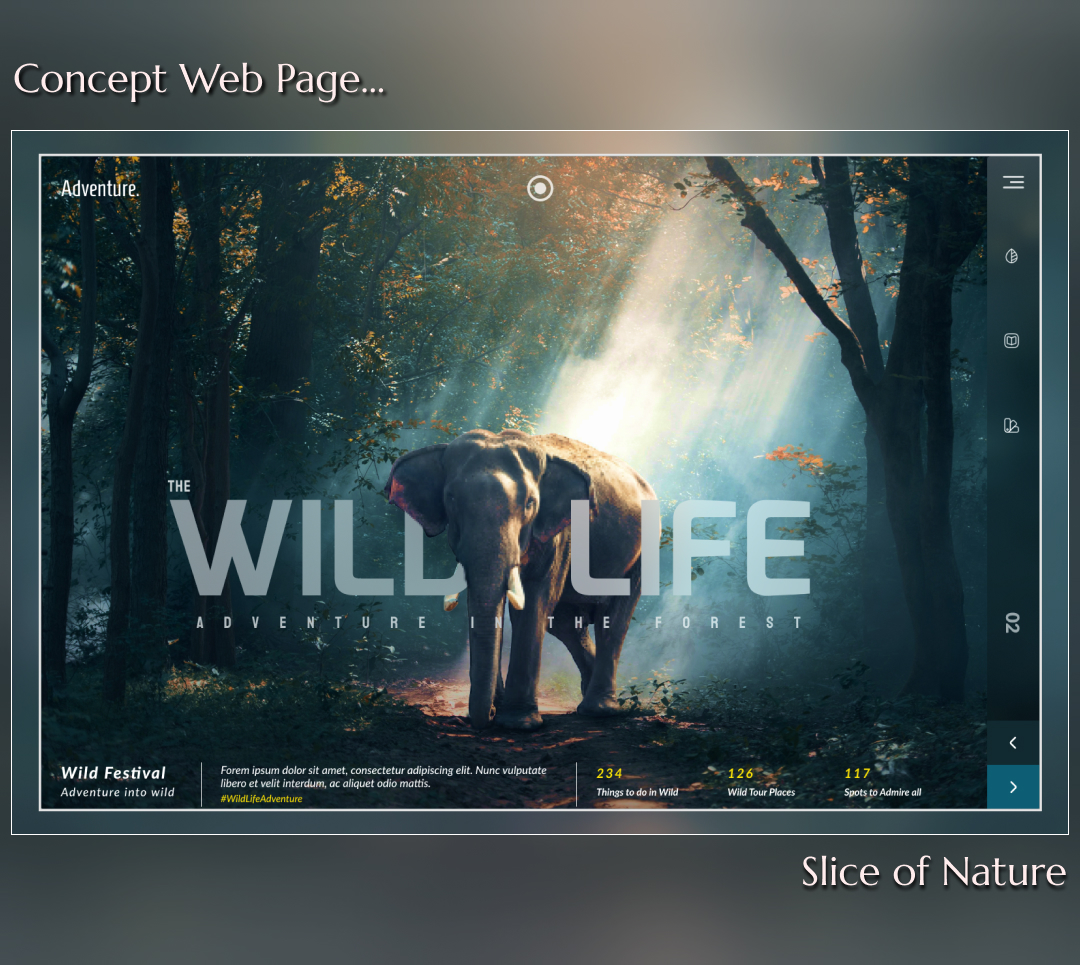 Concept Web Page...
Adventure.
THE
WILD LIFE
ADVENTURE IN THE FOREST
02
Wild Festival
Adventure into wild
Forem ipsum dolor sit amet, consectetur adipiscing elit. Nunc vulputate
libero et velit interdum, ac aliquet odio mattis.
#WildLifeAdventure
234
Things to do in Wild
126
Wild Tour Places
117
Spots to Admire all
Slice of Nature